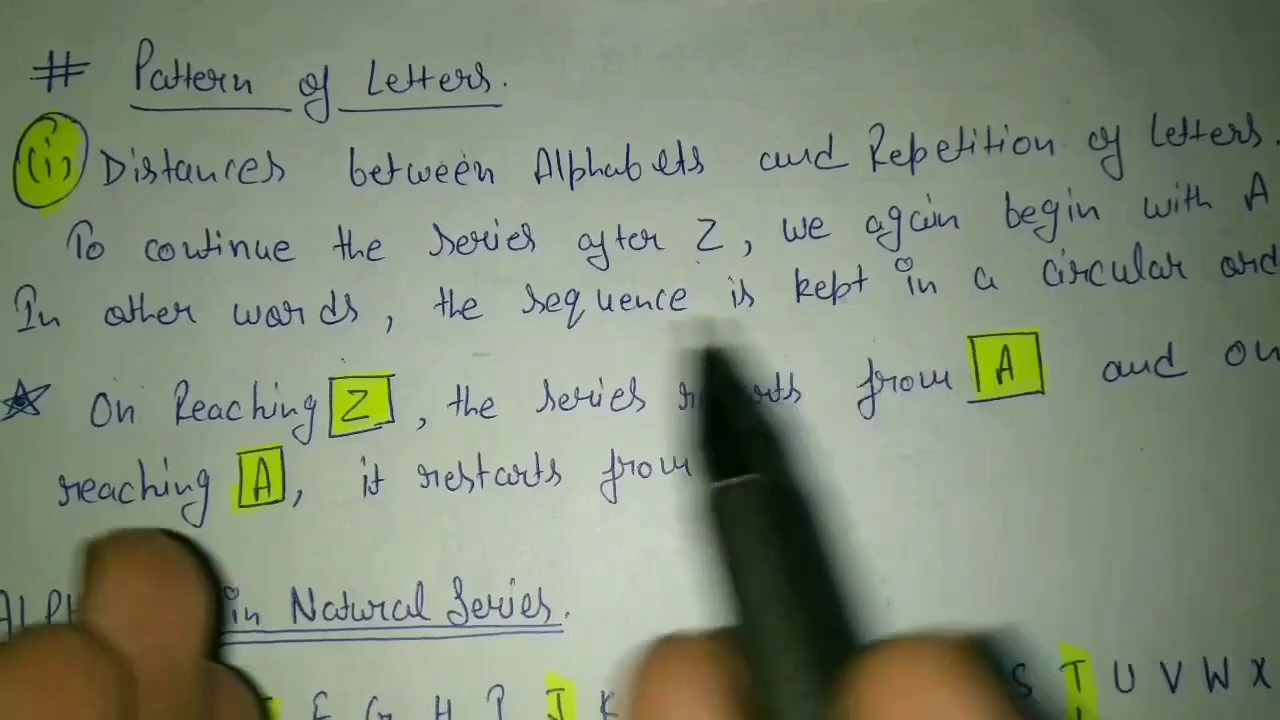 # Pattern of Letters.
(i) Distances between Alphabets and Repetition of letters.
To continue the series after Z, we again begin with A
In other words, the sequence is kept in a circular ord
On Reaching Z, the series from A and on
reaching A, it restarts from
in Natural Series.
F G H I J K S T U V W X